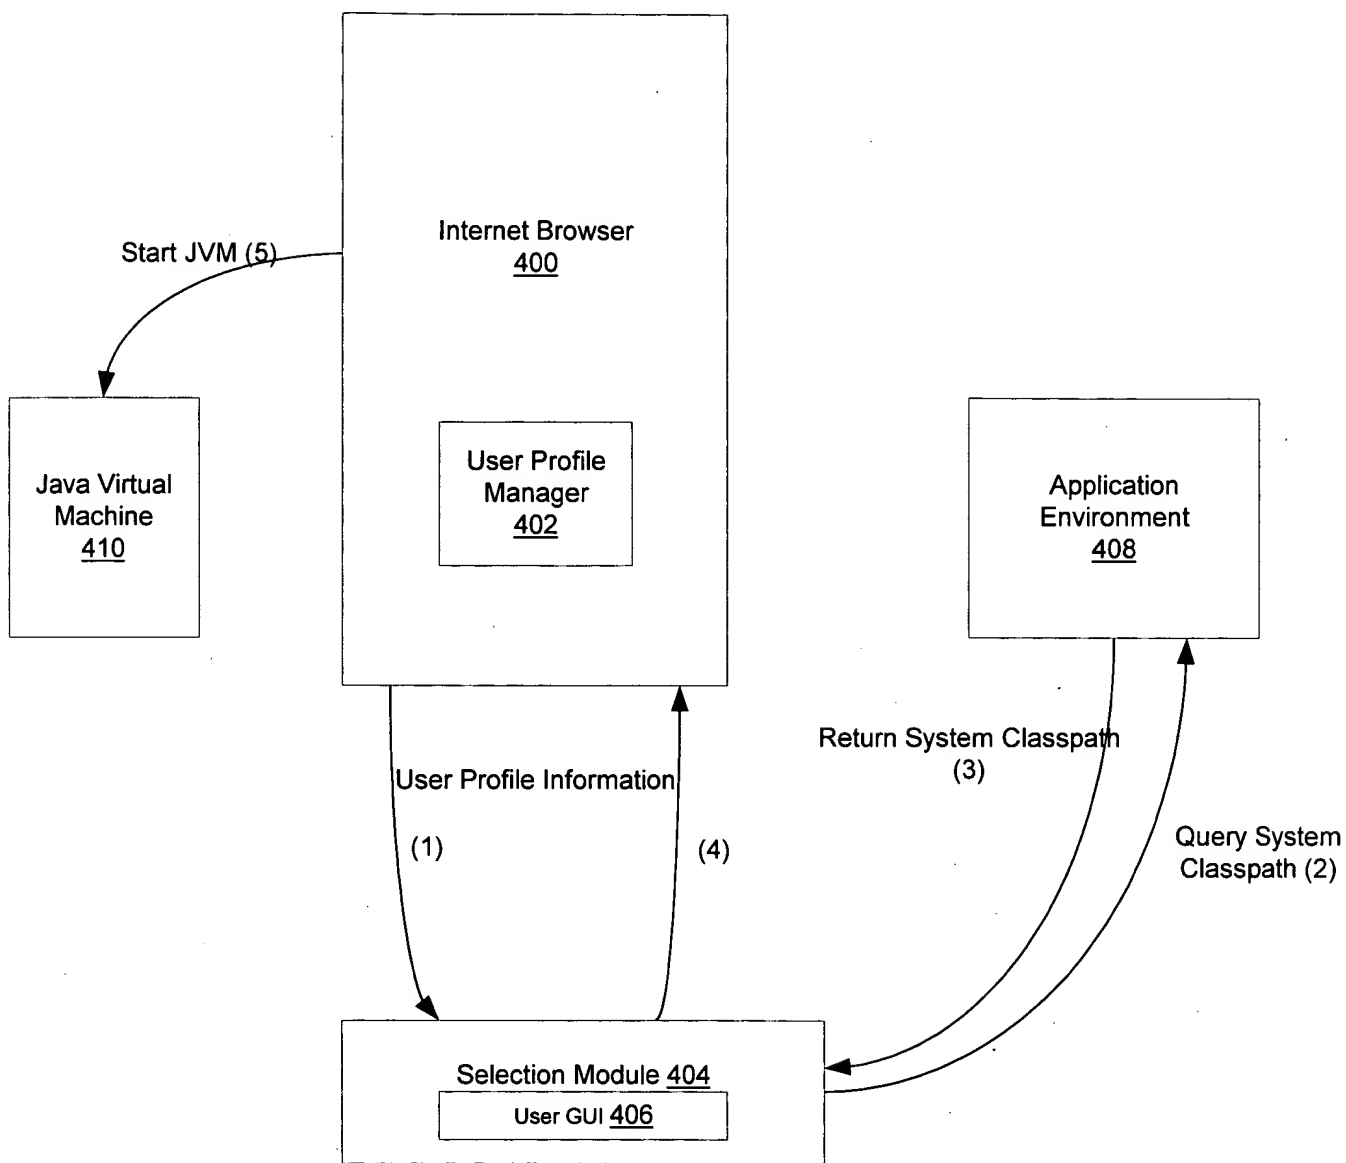 Internet Browser
400
Start JVM (5)
User Profile
Manager
402
Java Virtual
Machine
410
Application
Environment
408
Return System Classpath
(3)
User Profile Information
(1)
(4)
Query System
Classpath (2)
Selection Module 404
User GUI 406